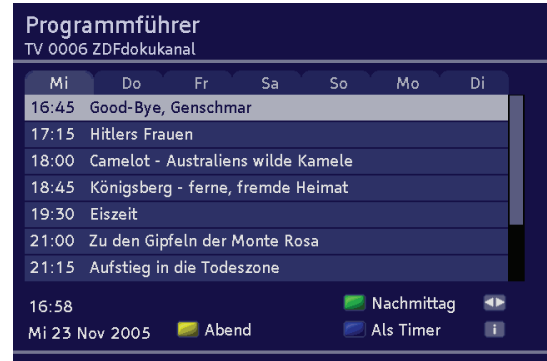 Programmführer
TV 0006 ZDFdokukanal
Mi Do Fr Sa So Mo Di
16:45 Good-Bye, Genschmar
17:15 Hitlers Frauen
18:00 Camelot - Australiens wilde Kamele
18:45 Königsberg - ferne, fremde Heimat
19:30 Eiszeit
21:00 Zu den Gipfeln der Monte Rosa
21:15 Aufstieg in die Todeszone
16:58 Nachmittag
Mi 23 Nov 2005 Abend Als Timer i